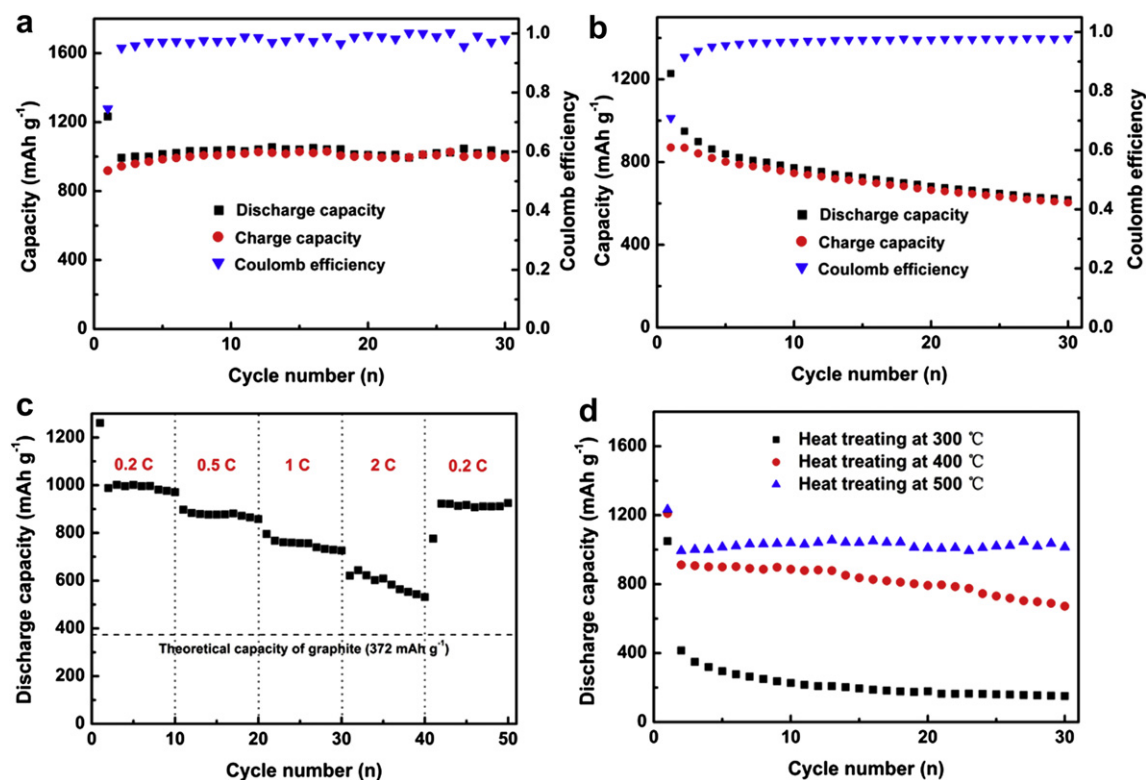 a
1600
1200
800
400
0
Capacity (mAh g⁻¹)
1.0
0.8
0.6
0.4
0.2
0.0
Coulomb efficiency
Discharge capacity
Charge capacity
Coulomb efficiency
0 10 20 30
Cycle number (n)
b
1200
800
400
0
Capacity (mAh g⁻¹)
1.0
0.8
0.6
0.4
0.2
0.0
Coulomb efficiency
Discharge capacity
Charge capacity
Coulomb efficiency
0 10 20 30
Cycle number (n)
c
1200
1000
800
600
400
200
0
Discharge capacity (mAh g⁻¹)
0.2 C 0.5 C 1 C 2 C 0.2 C
Theoretical capacity of graphite (372 mAh g⁻¹)
0 10 20 30 40 50
Cycle number (n)
d
1600
1200
800
400
0
Discharge capacity (mAh g⁻¹)
Heat treating at 300 ℃
Heat treating at 400 ℃
Heat treating at 500 ℃
0 10 20 30
Cycle number (n)